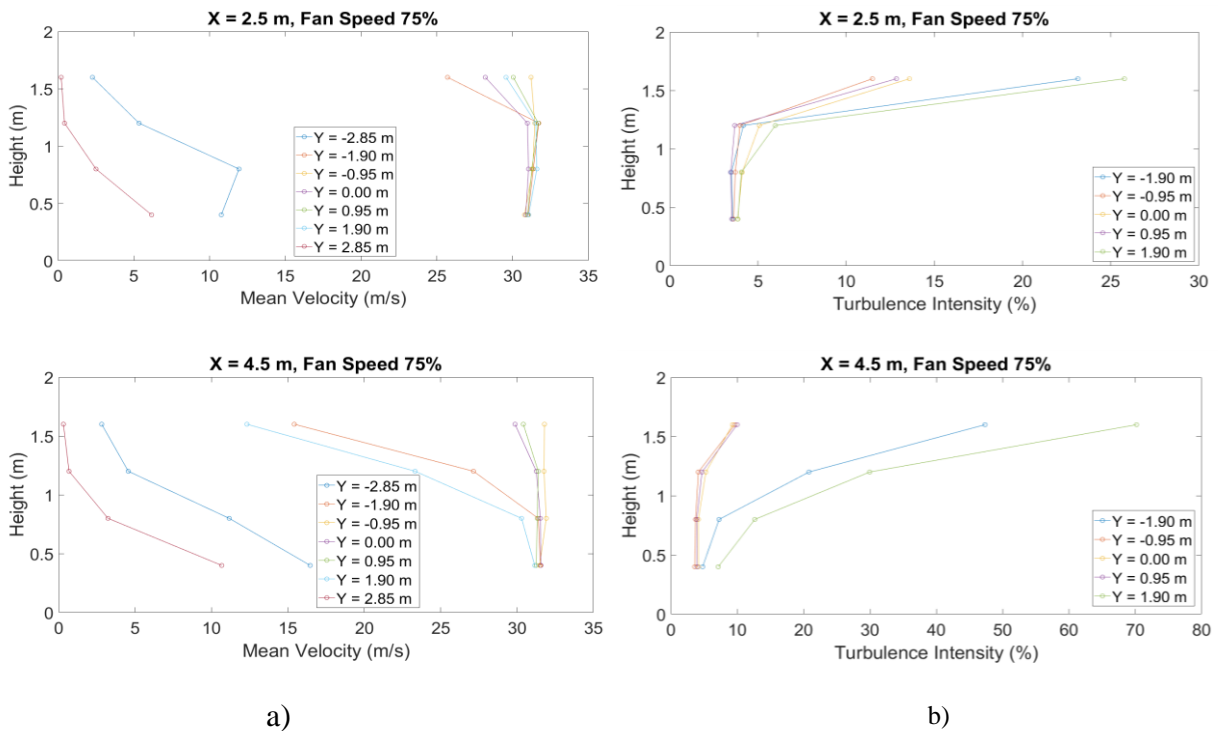 X = 2.5 m, Fan Speed 75%
2
1.5
1
0.5
0
Height (m)
Y = -2.85 m
Y = -1.90 m
Y = -0.95 m
Y = 0.00 m
Y = 0.95 m
Y = 1.90 m
Y = 2.85 m
0 5 10 15 20 25 30 35
Mean Velocity (m/s)
X = 2.5 m, Fan Speed 75%
2
1.5
1
0.5
0
Height (m)
Y = -1.90 m
Y = -0.95 m
Y = 0.00 m
Y = 0.95 m
Y = 1.90 m
0 5 10 15 20 25 30
Turbulence Intensity (%)
X = 4.5 m, Fan Speed 75%
2
1.5
1
0.5
0
Height (m)
Y = -2.85 m
Y = -1.90 m
Y = -0.95 m
Y = 0.00 m
Y = 0.95 m
Y = 1.90 m
Y = 2.85 m
0 5 10 15 20 25 30 35
Mean Velocity (m/s)
X = 4.5 m, Fan Speed 75%
2
1.5
1
0.5
0
Height (m)
Y = -1.90 m
Y = -0.95 m
Y = 0.00 m
Y = 0.95 m
Y = 1.90 m
0 10 20 30 40 50 60 70 80
Turbulence Intensity (%)
a)
b)